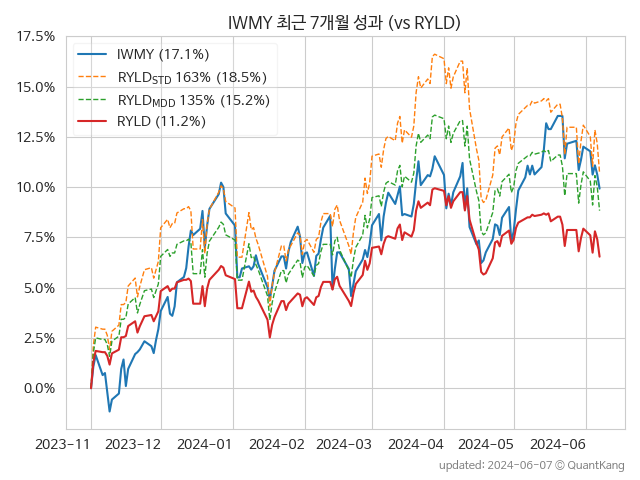 IWMY 최근 7개월 성과 (vs RYLD)
17.5%
15.0%
12.5%
10.0%
7.5%
5.0%
2.5%
0.0%
IWMY (17.1%)
RYLD_STD 163% (18.5%)
RYLD_MDD 135% (15.2%)
RYLD (11.2%)
2023-11 2023-12 2024-01 2024-02 2024-03 2024-04 2024-05 2024-06
updated: 2024-06-07 © QuantKang